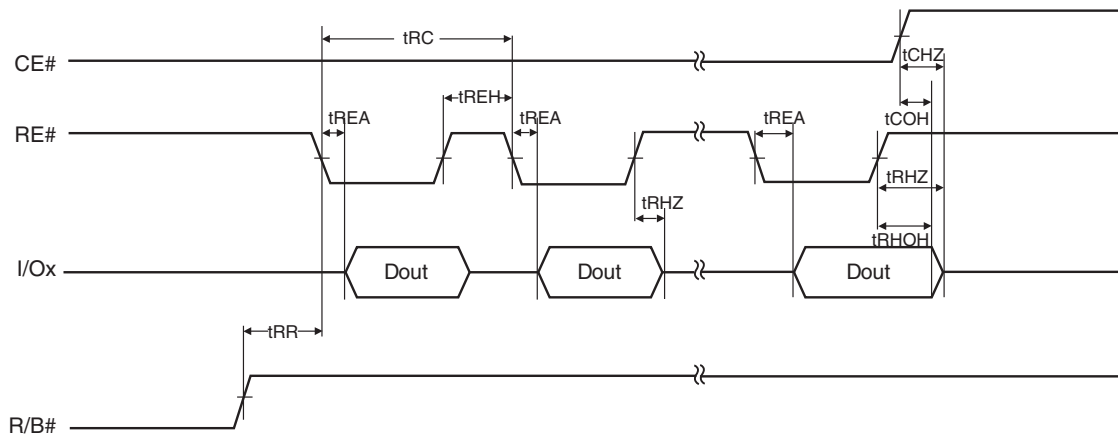 tRC
tCHZ
CE#
tREH
tCOH
tREA
tREA
tREA
RE#
tRHZ
tRHZ
tRHOH
I/Ox
Dout
Dout
Dout
tRR
R/B#